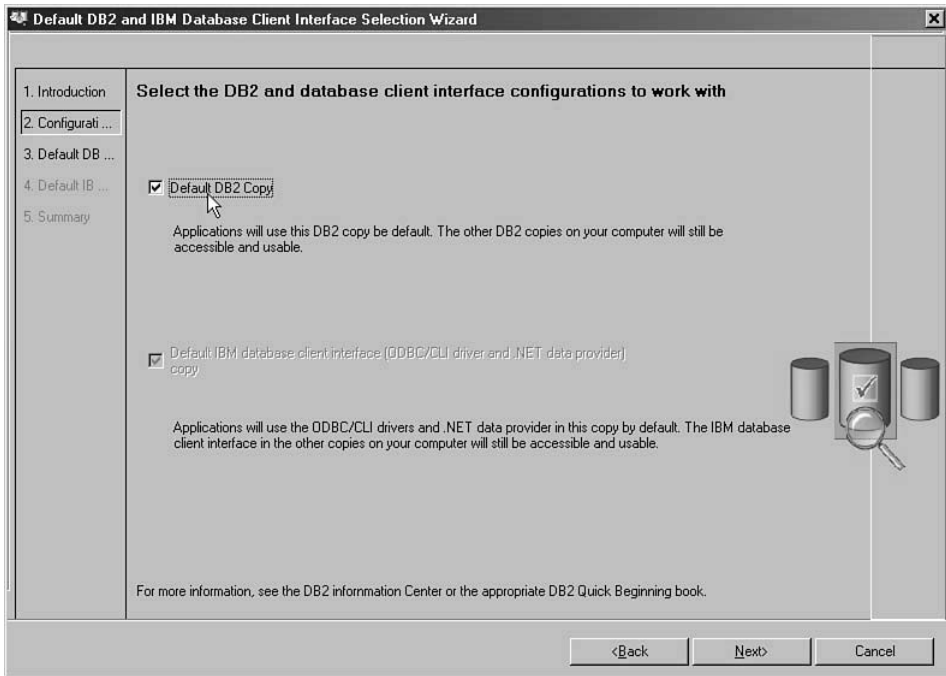 Default DB2 and IBM Database Client Interface Selection Wizard
1. Introduction
2. Configurati ...
3. Default DB ...
4. Default IB ...
5. Summary
Select the DB2 and database client interface configurations to work with
Default DB2 Copy
Applications will use this DB2 copy be default. The other DB2 copies on your computer will still be
accessible and usable.
Default IBM database client interface (ODBC/CLI driver and .NET data provider)
copy
Applications will use the ODBC/CLI drivers and .NET data provider in this copy by default. The IBM database
client interface in the other copies on your computer will still be accessible and usable.
For more information, see the DB2 infornmation Center or the appropriate DB2 Quick Beginning book.
<Back
Next>
Cancel